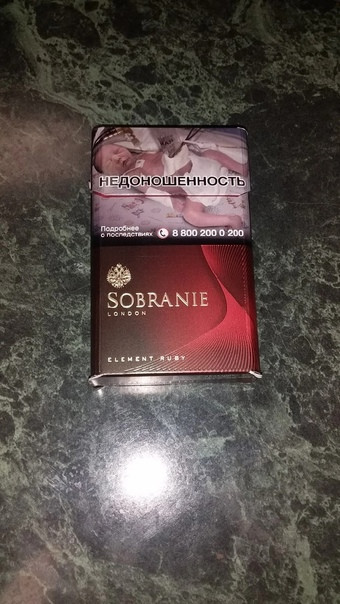 НЕДОНОШЕННОСТЬ
Подробнее
о последствиях 8 800 200 0 200
SOBRANIE
LONDON
ELEMENT RUBY